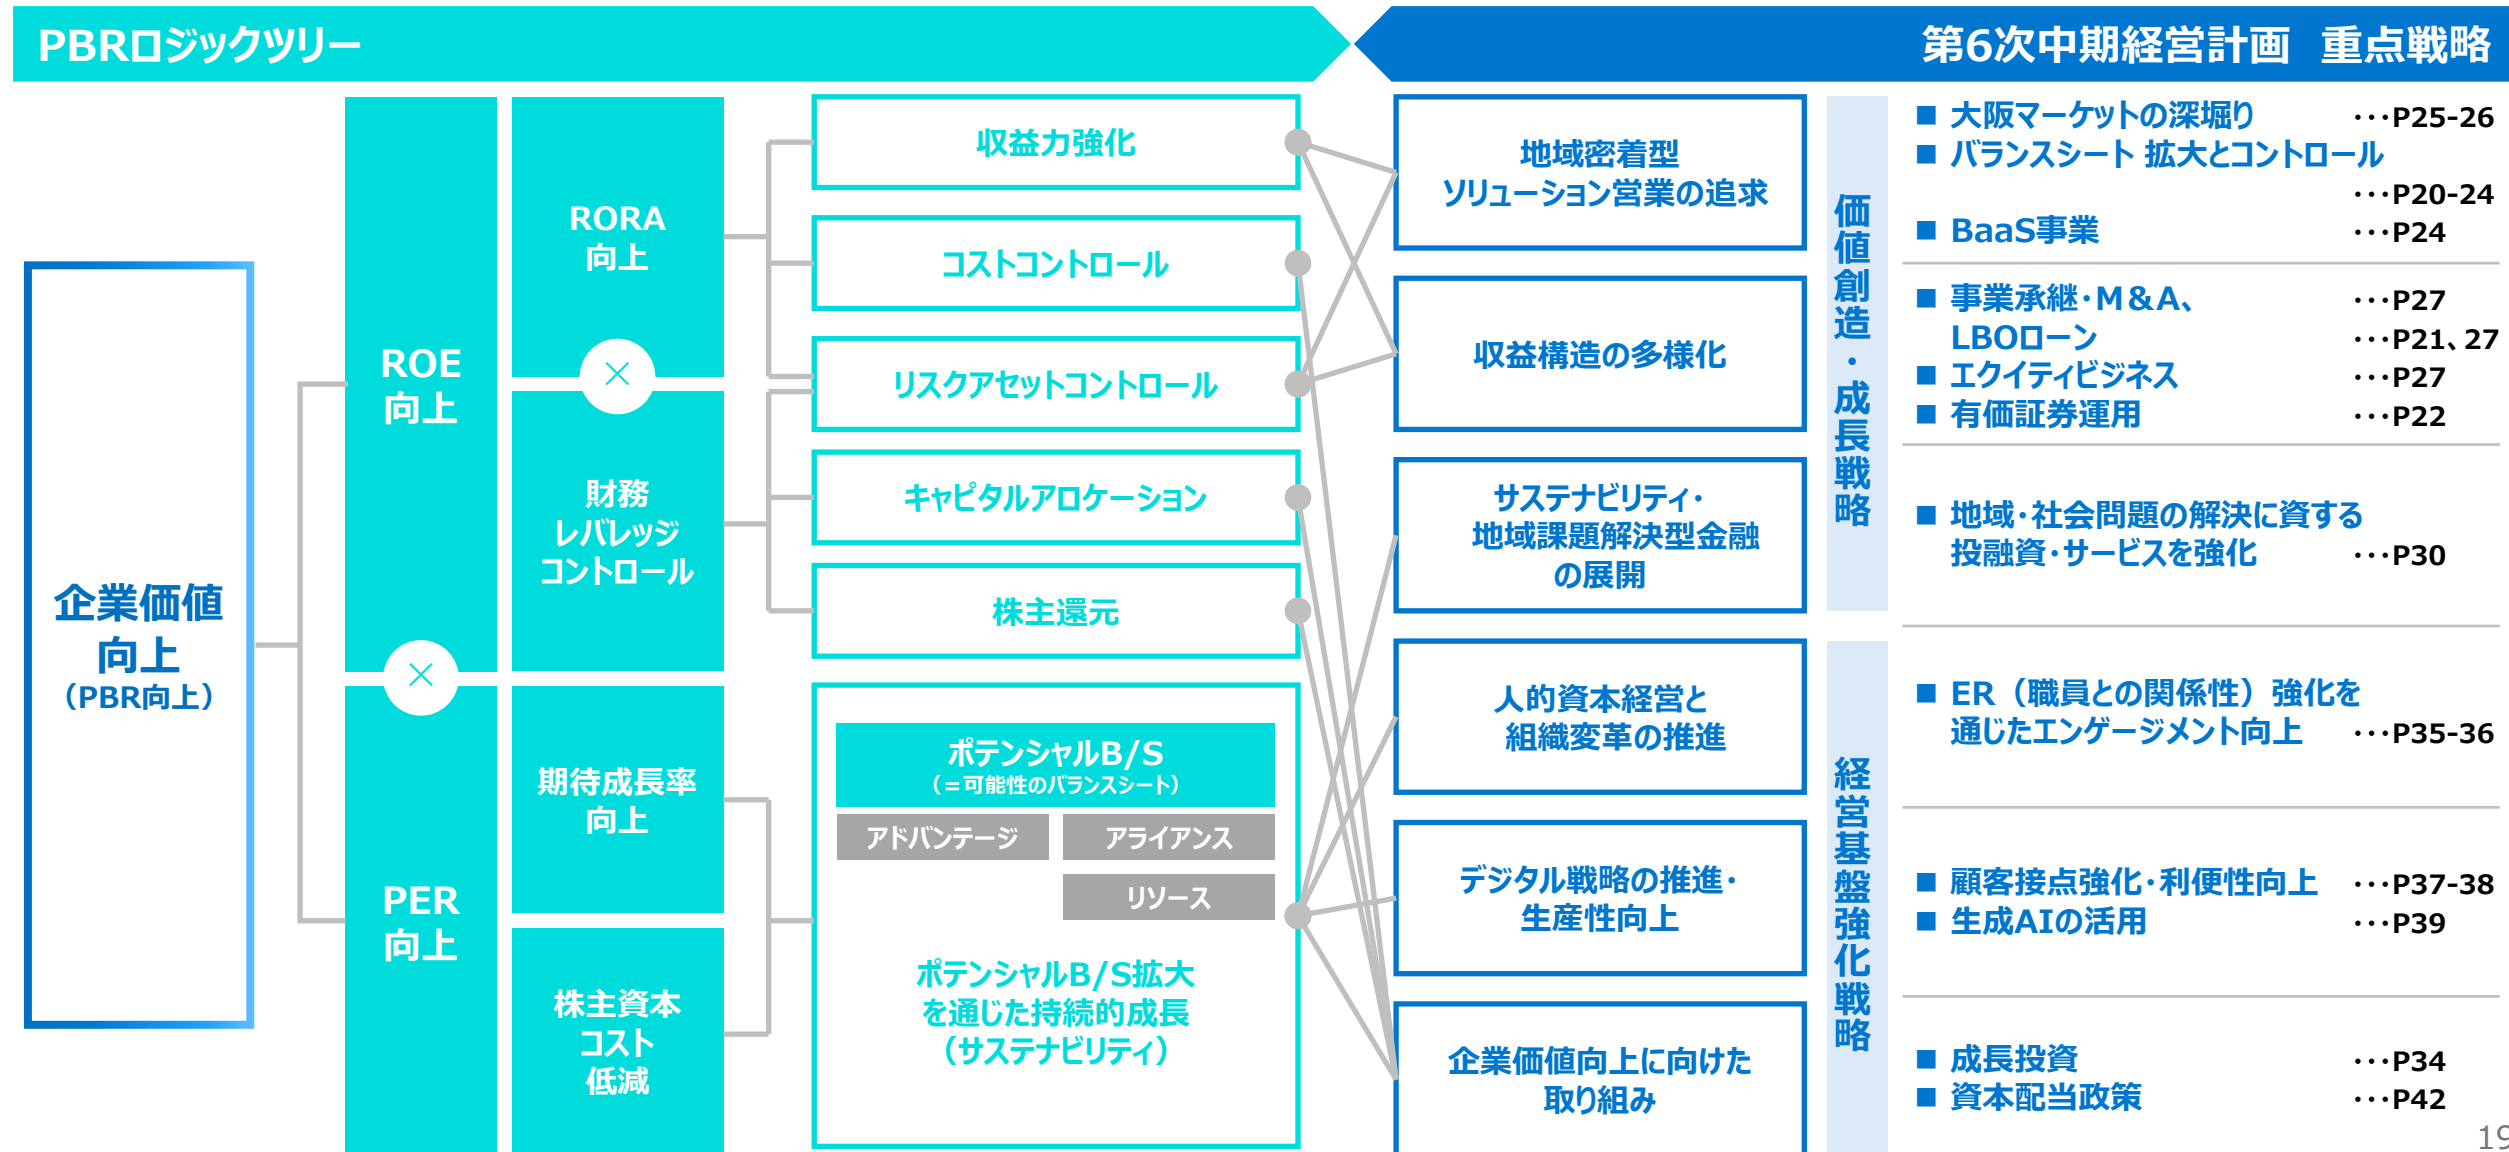 PBRロジックツリー
第6次中期経営計画　重点戦略
企業価値
向上
（PBR向上）
ROE
向上
×
PER
向上
RORA
向上
×
財務
レバレッジ
コントロール
期待成長率
向上
株主資本
コスト
低減
収益力強化
コストコントロール
リスクアセットコントロール
キャピタルアロケーション
株主還元
ポテンシャルB/S
（＝可能性のバランスシート）
アドバンテージ
アライアンス
リソース
ポテンシャルB/S拡大
を通じた持続的成長
（サステナビリティ）
地域密着型
ソリューション営業の追求
収益構造の多様化
サステナビリティ・
地域課題解決型金融
の展開
人的資本経営と
組織変革の推進
デジタル戦略の推進・
生産性向上
企業価値向上に向けた
取り組み
価値創造・成長戦略
経営基盤強化戦略
■ 大阪マーケットの深堀り …P25-26
■ バランスシート 拡大とコントロール
…P20-24
■ BaaS事業 …P24
■ 事業承継・M＆A、 …P27
LBOローン …P21、27
■ エクイティビジネス …P27
■ 有価証券運用 …P22
■ 地域・社会問題の解決に資する
投融資・サービスを強化 …P30
■ ER（職員との関係性）強化を
通じたエンゲージメント向上 …P35-36
■ 顧客接点強化・利便性向上 …P37-38
■ 生成AIの活用 …P39
■ 成長投資 …P34
■ 資本配当政策 …P42
19